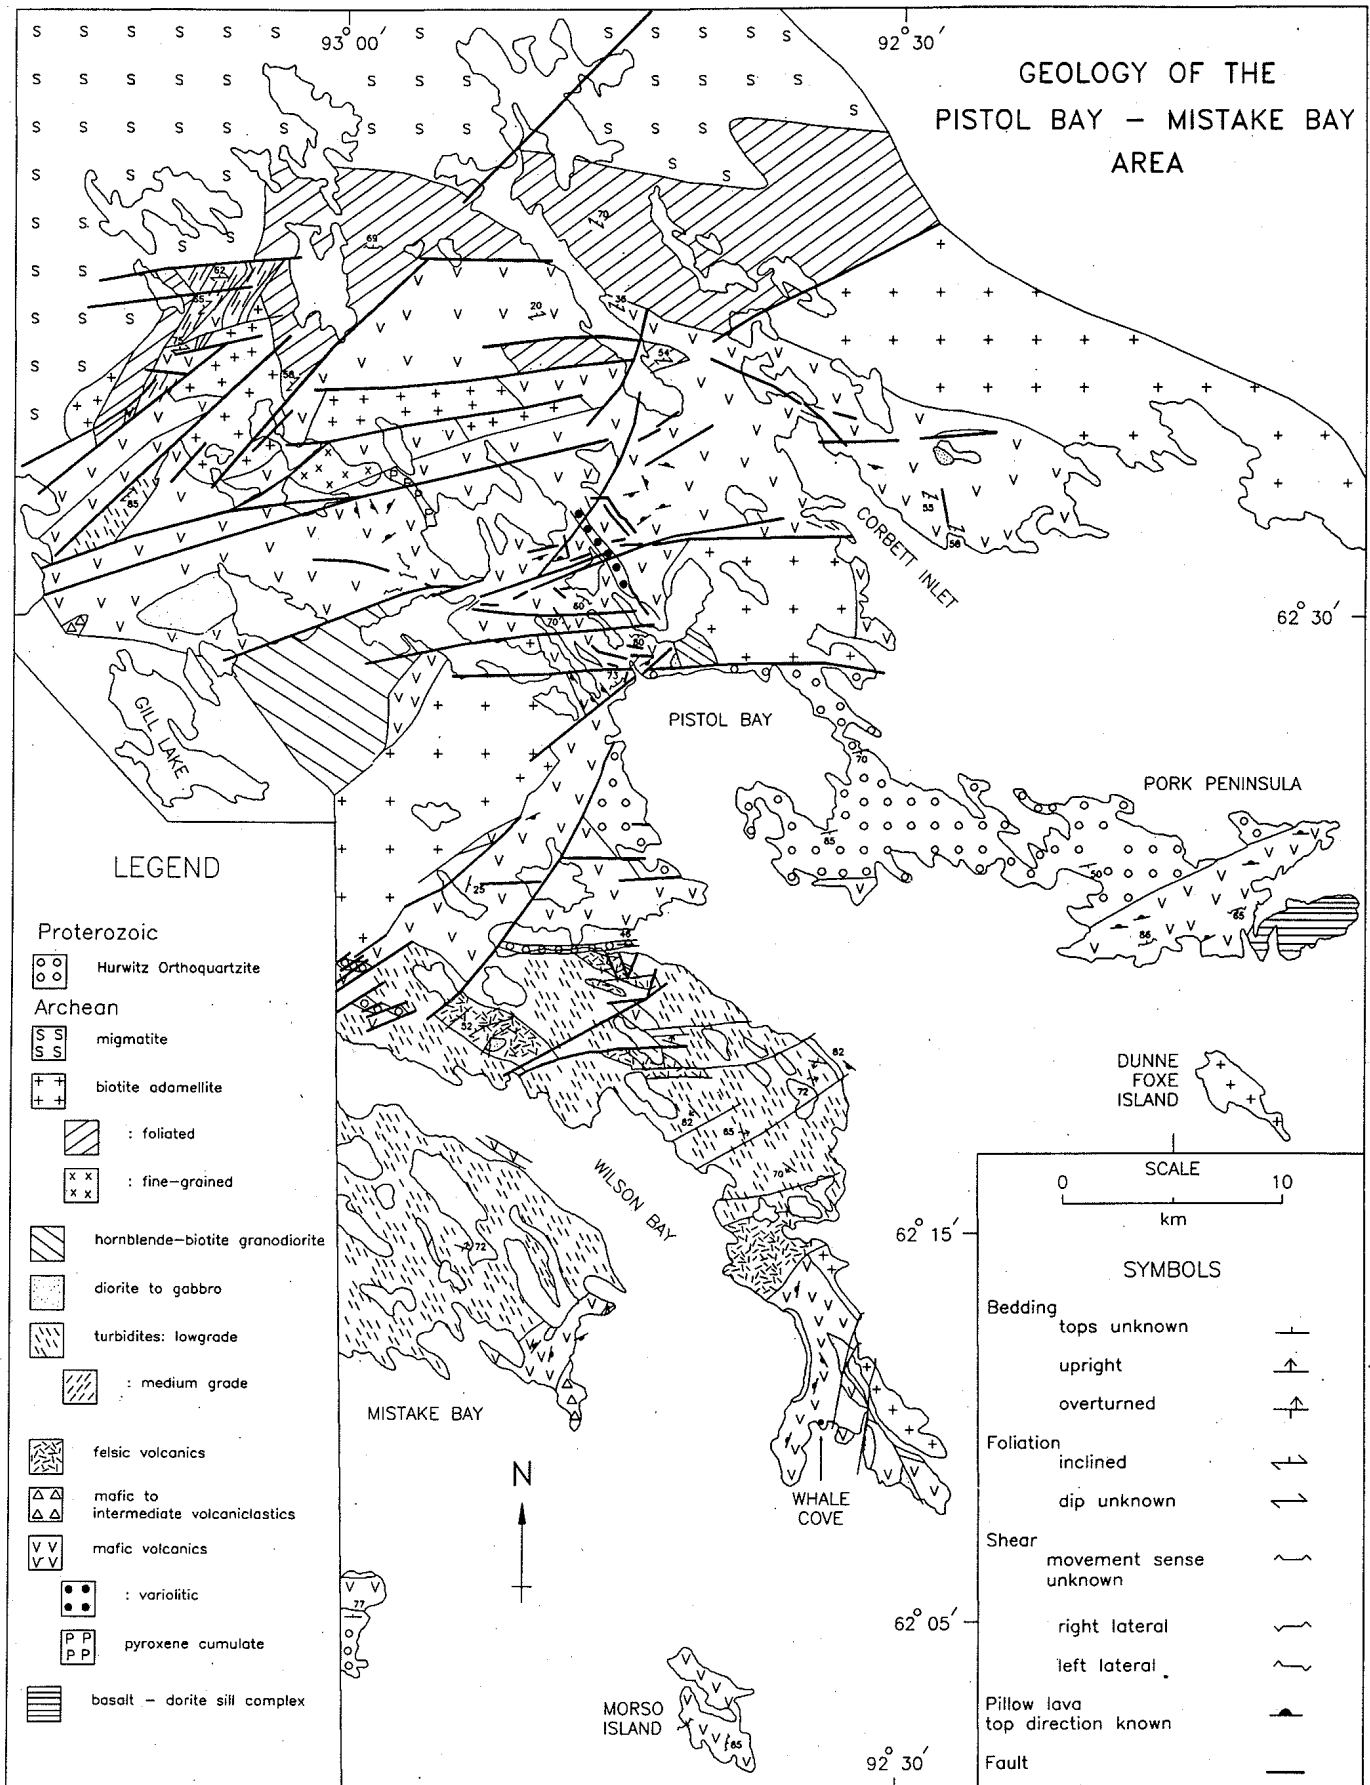 93° 00′
92° 30′
GEOLOGY OF THE
PISTOL BAY – MISTAKE BAY
AREA
CORBETT INLET
62° 30′
GILL LAKE
PISTOL BAY
PORK PENINSULA
LEGEND
Proterozoic
Hurwitz Orthoquartzite
Archean
migmatite
biotite adamellite
: foliated
: fine–grained
hornblende–biotite granodiorite
diorite to gabbro
turbidites: lowgrade
: medium grade
felsic volcanics
mafic to
intermediate volcaniclastics
mafic volcanics
: variolitic
pyroxene cumulate
basalt – dorite sill complex
DUNNE
FOXE
ISLAND
WILSON BAY
62° 15′
MISTAKE BAY
N
WHALE
COVE
62° 05′
MORSO
ISLAND
92° 30′
SCALE
0 10
km
SYMBOLS
Bedding
tops unknown
upright
overturned
Foliation
inclined
dip unknown
Shear
movement sense
unknown
right lateral
left lateral
Pillow lava
top direction known
Fault